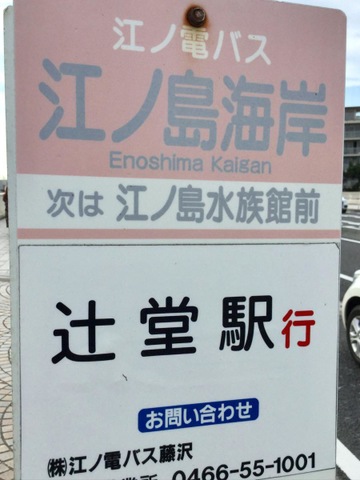 江ノ電バス
江ノ島海岸
Enoshima Kaigan
次は 江ノ島水族館前
辻堂駅行
お問い合わせ
㈱江ノ電バス藤沢
業所 0466-55-1001